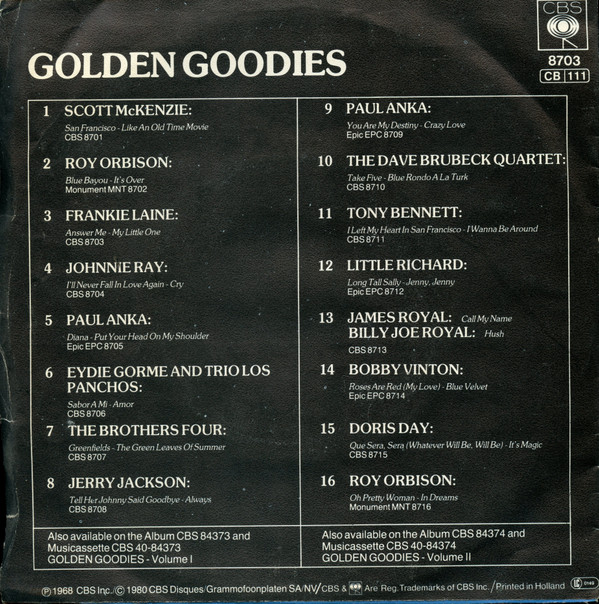 CBS
8703
CB 111
GOLDEN GOODIES
1 SCOTT McKENZIE:
San Francisco - Like An Old Time Movie
CBS 8701
2 ROY ORBISON:
Blue Bayou - It's Over
Monument MNT 8702
3 FRANKIE LAINE:
Answer Me - My Little One
CBS 8703
4 JOHNNIE RAY:
I'll Never Fall In Love Again - Cry
CBS 8704
5 PAUL ANKA:
Diana - Put Your Head On My Shoulder
Epic EPC 8705
6 EYDIE GORME AND TRIO LOS
PANCHOS:
Sabor A Mi - Amor
CBS 8706
7 THE BROTHERS FOUR:
Greenfields - The Green Leaves Of Summer
CBS 8707
8 JERRY JACKSON:
Tell Her Johnny Said Goodbye - Always
CBS 8708
Also available on the Album CBS 84373 and
Musicassette CBS 40-84373
GOLDEN GOODIES - Volume I
9 PAUL ANKA:
You Are My Destiny - Crazy Love
Epic EPC 8709
10 THE DAVE BRUBECK QUARTET:
Take Five - Blue Rondo A La Turk
CBS 8710
11 TONY BENNETT:
I Left My Heart In San Francisco - I Wanna Be Around
CBS 8711
12 LITTLE RICHARD:
Long Tall Sally - Jenny, Jenny
Epic EPC 8712
13 JAMES ROYAL: Call My Name
BILLY JOE ROYAL: Hush
CBS 8713
14 BOBBY VINTON:
Roses Are Red (My Love) - Blue Velvet
Epic EPC 8714
15 DORIS DAY:
Que Sera, Sera (Whatever Will Be, Will Be) - It's Magic
CBS 8715
16 ROY ORBISON:
Oh Pretty Woman - In Dreams
Monument MNT 8716
Also available on the Album CBS 84374 and
Musicassette CBS 40-84374
GOLDEN GOODIES - Volume II
℗ 1968 CBS Inc./© 1980 CBS Disques/Grammofoonplaten SA/NV/CBS & Are Reg. Trademarks of CBS Inc./Printed in Holland